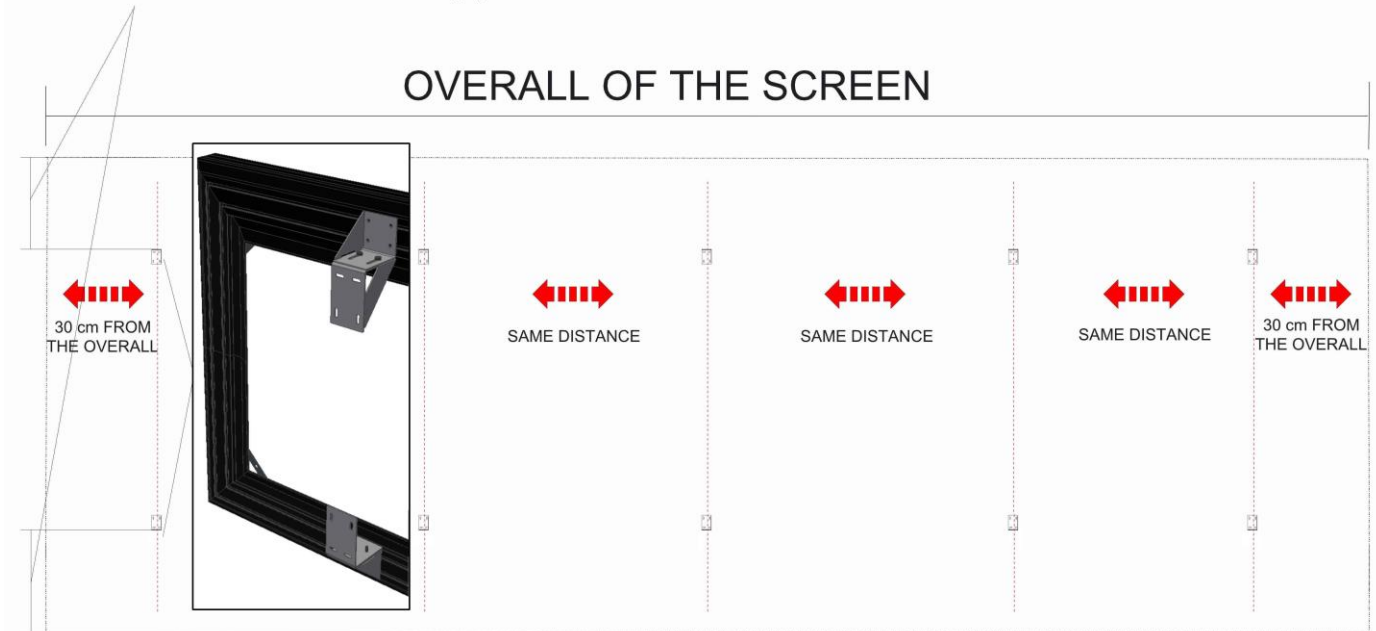 OVERALL OF THE SCREEN
30 cm FROM
THE OVERALL
SAME DISTANCE
SAME DISTANCE
SAME DISTANCE
30 cm FROM
THE OVERALL